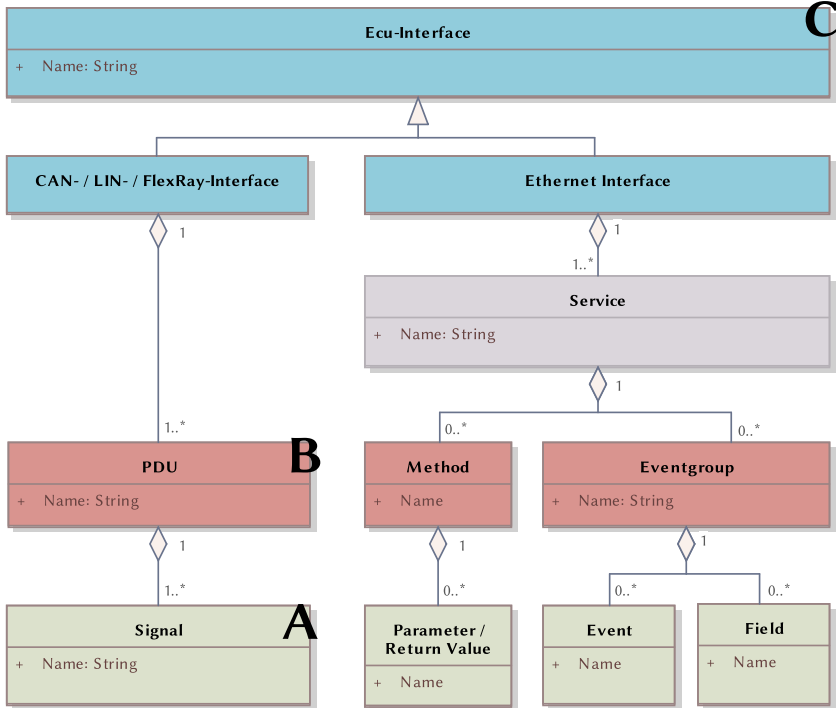 Ecu-Interface
C
+ Name: String
CAN- / LIN- / FlexRay-Interface
Ethernet Interface
1
1
1..*
Service
+ Name: String
1
1..*
0..*
0..*
PDU
B
+ Name: String
Method
+ Name
Eventgroup
+ Name: String
1
1
1
1..*
0..*
0..*
0..*
Signal
A
+ Name: String
Parameter /
Return Value
+ Name
Event
+ Name
Field
+ Name